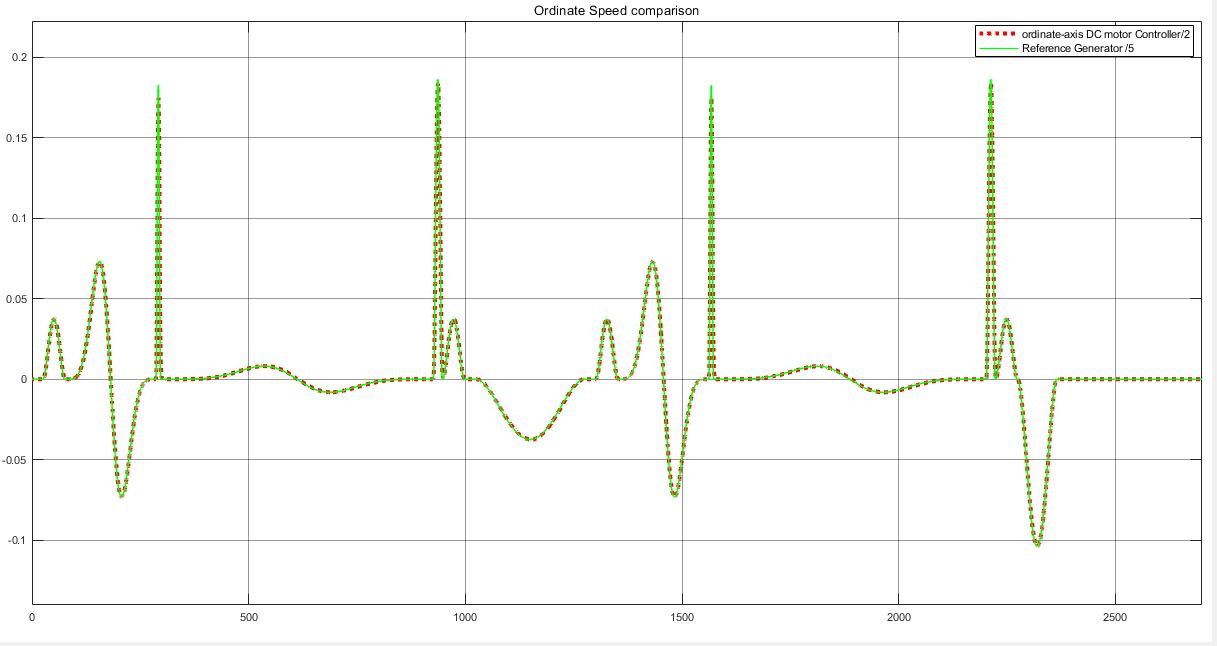 Ordinate Speed comparison
ordinate-axis DC motor Controller/2
Reference Generator /5
0.2
0.15
0.1
0.05
0
-0.05
-0.1
0 500 1000 1500 2000 2500